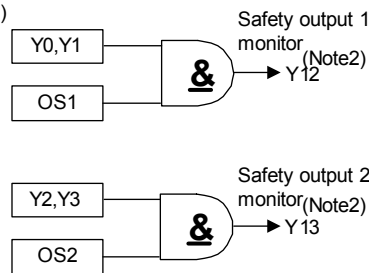 )
Safety output 1
monitor
(Note2)
Y0,Y1
&
Y12
OS1
Safety output 2
monitor
(Note2)
Y2,Y3
&
Y13
OS2